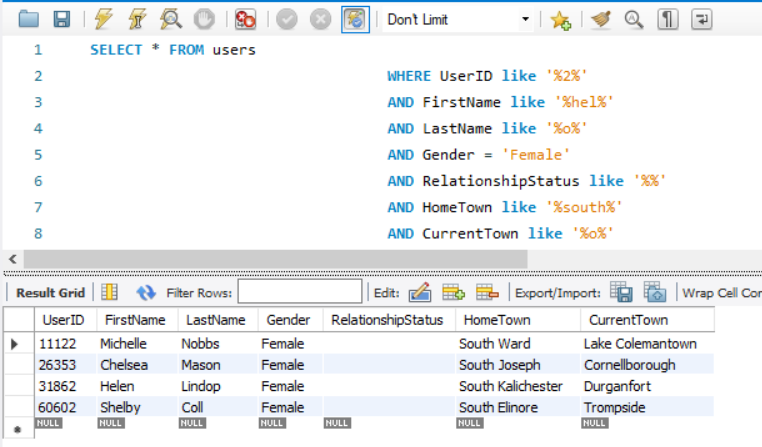 Don't Limit
1 SELECT * FROM users
2 WHERE UserID like '%2%'
3 AND FirstName like '%hel%'
4 AND LastName like '%o%'
5 AND Gender = 'Female'
6 AND RelationshipStatus like '%%'
7 AND HomeTown like '%south%'
8 AND CurrentTown like '%o%'
Result Grid Filter Rows: Edit: Export/Import: Wrap Cell Con
UserID FirstName LastName Gender RelationshipStatus HomeTown CurrentTown
11122 Michelle Nobbs Female South Ward Lake Colemantown
26353 Chelsea Mason Female South Joseph Cornellborough
31862 Helen Lindop Female South Kalichester Durganfort
60602 Shelby Coll Female South Elinore Trompside
NULL NULL NULL NULL NULL NULL NULL